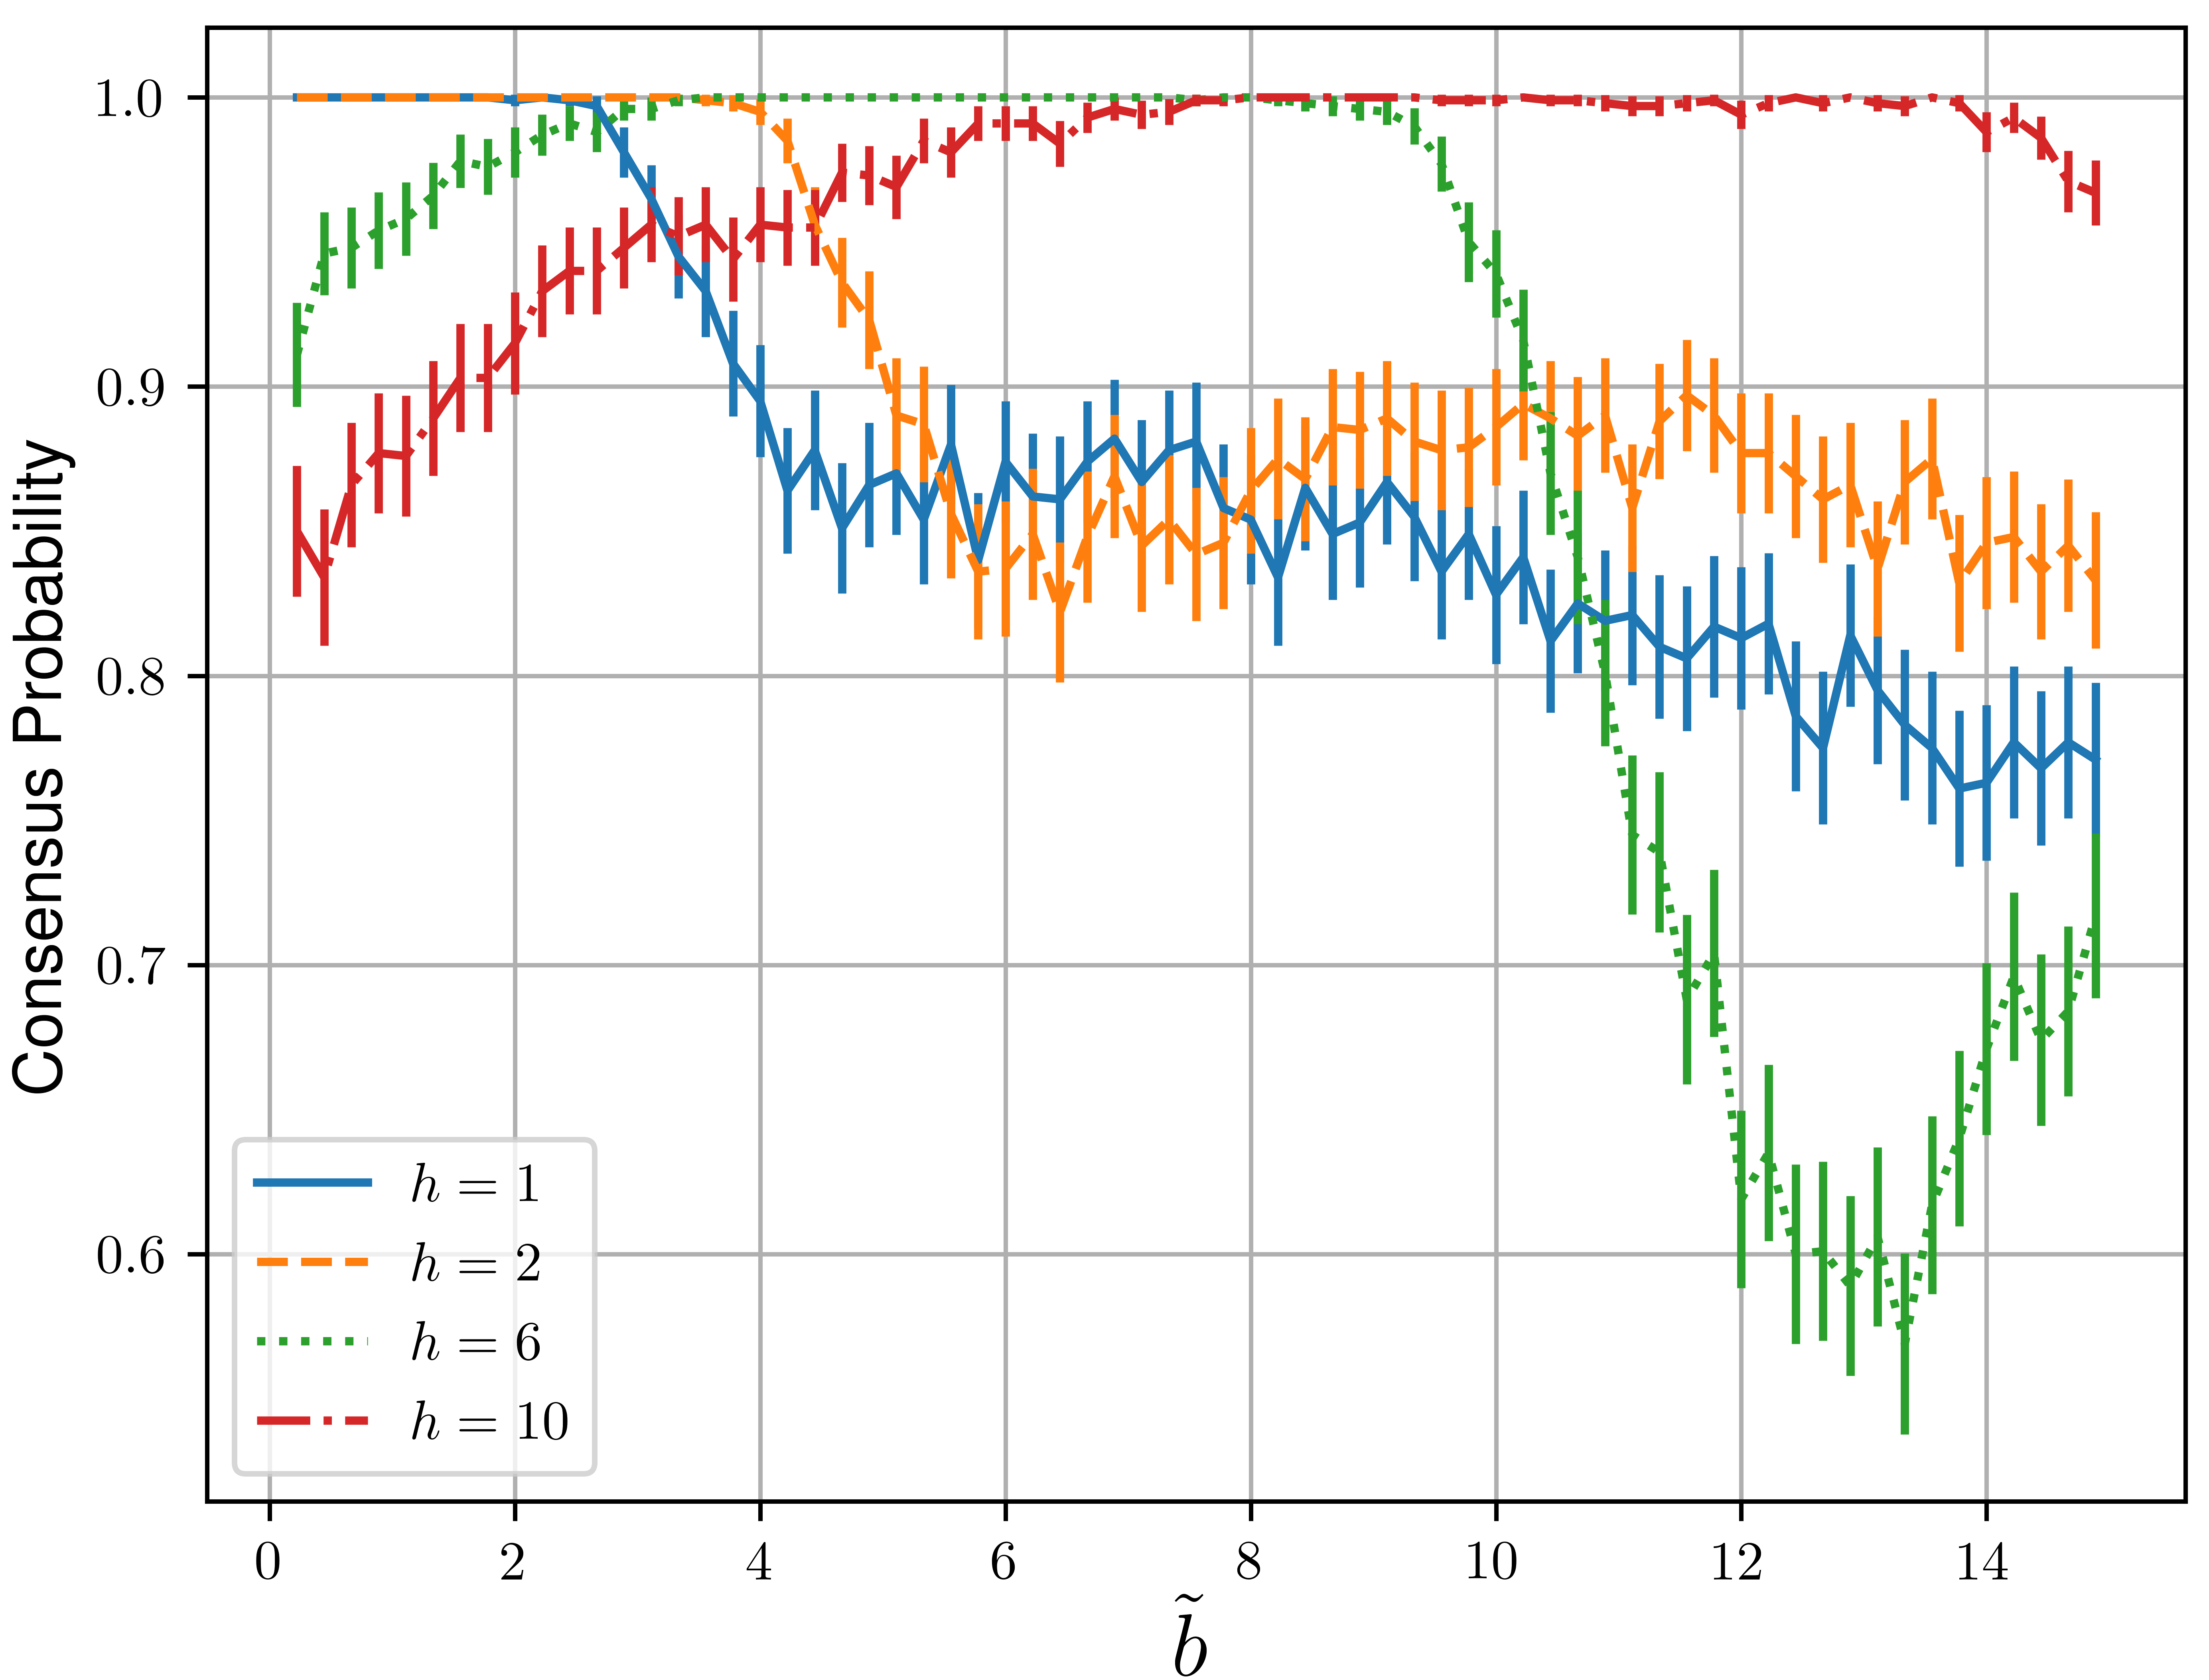 Consensus Probability
1.0
0.9
0.8
0.7
0.6
h = 1
h = 2
h = 6
h = 10
0 2 4 6 8 10 12 14
b̃